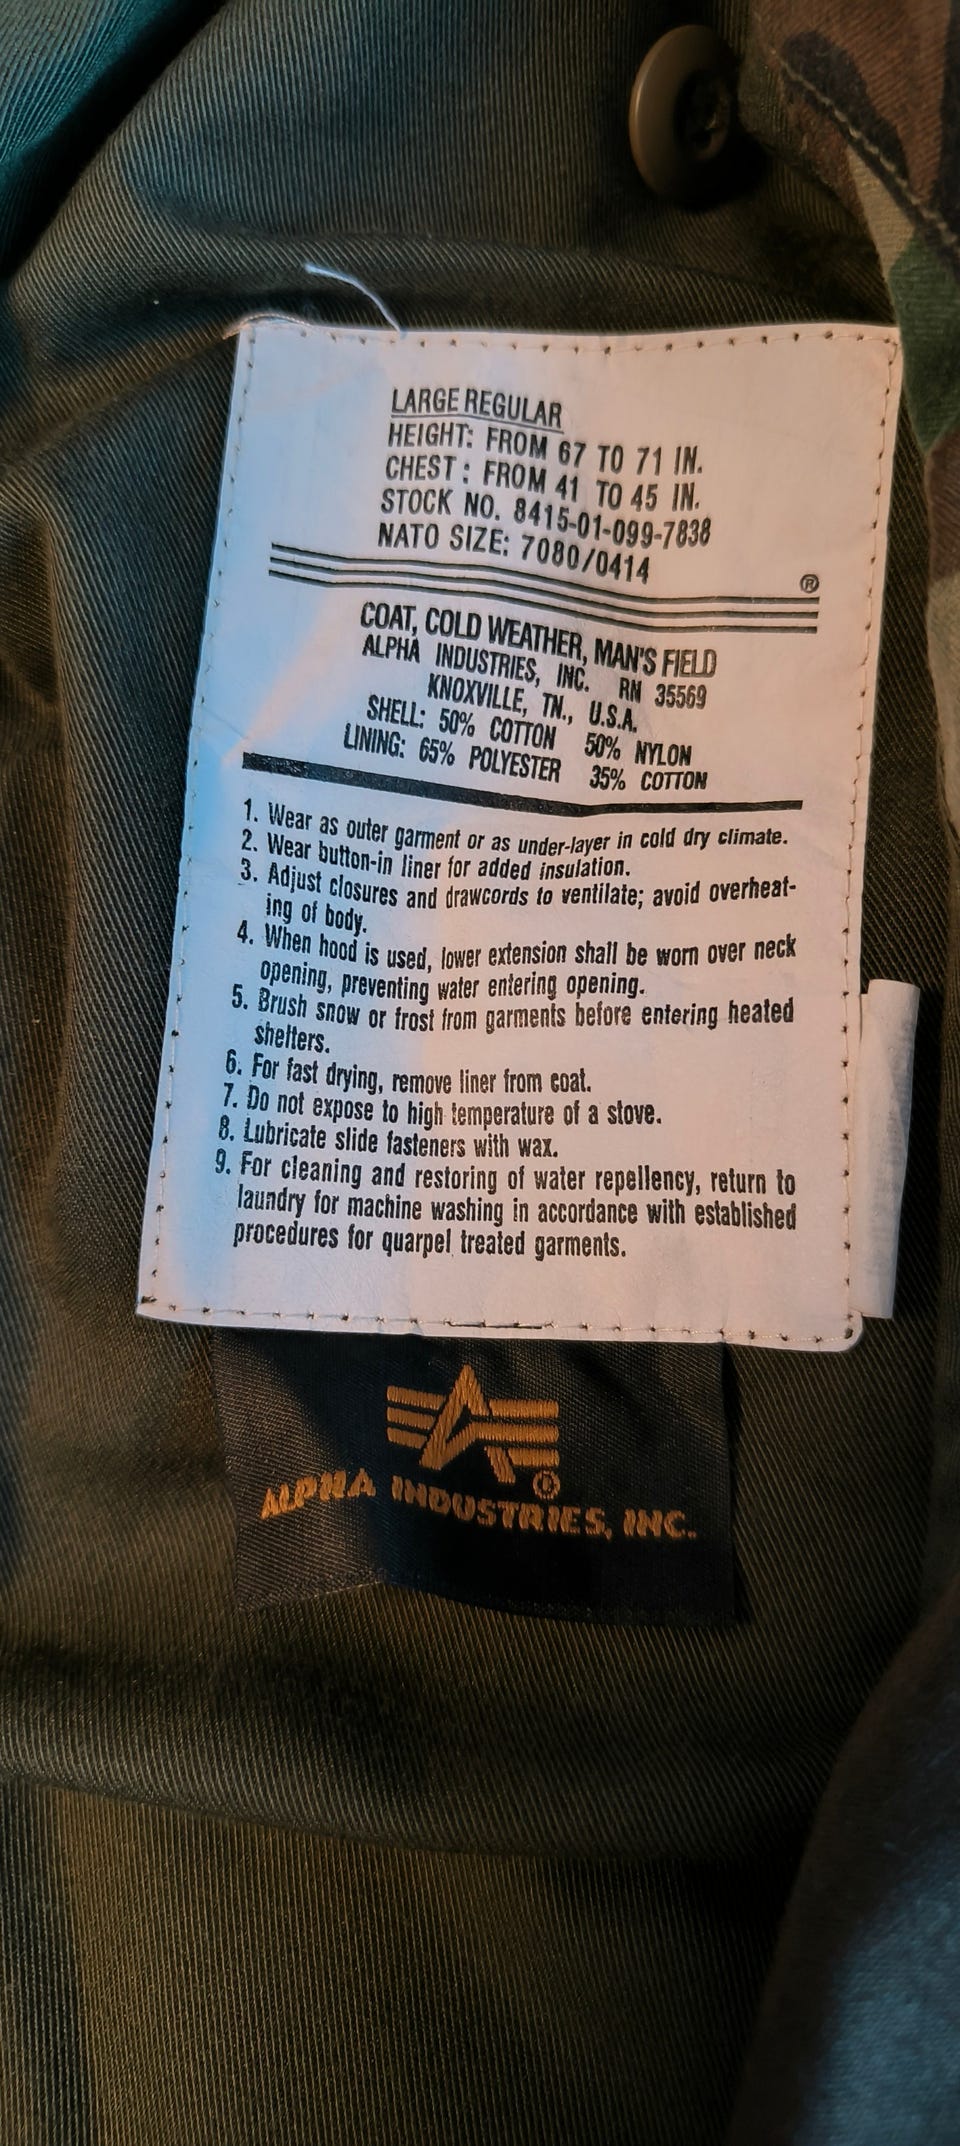 LARGE REGULAR
HEIGHT: FROM 67 TO 71 IN.
CHEST : FROM 41 TO 45 IN.
STOCK NO. 8415-01-099-7838
NATO SIZE: 7080/0414
®
COAT, COLD WEATHER, MAN'S FIELD
ALPHA INDUSTRIES, INC. RN 35569
KNOXVILLE, TN., U.S.A.
SHELL: 50% COTTON 50% NYLON
LINING: 65% POLYESTER 35% COTTON
1. Wear as outer garment or as under-layer in cold dry climate.
2. Wear button-in liner for added insulation.
3. Adjust closures and drawcords to ventilate; avoid overheat-
ing of body.
4. When hood is used, lower extension shall be worn over neck
opening, preventing water entering opening.
5. Brush snow or frost from garments before entering heated
shelters.
6. For fast drying, remove liner from coat.
7. Do not expose to high temperature of a stove.
8. Lubricate slide fasteners with wax.
9. For cleaning and restoring of water repellency, return to
laundry for machine washing in accordance with established
procedures for quarpel treated garments.
®
ALPHA INDUSTRIES, INC.